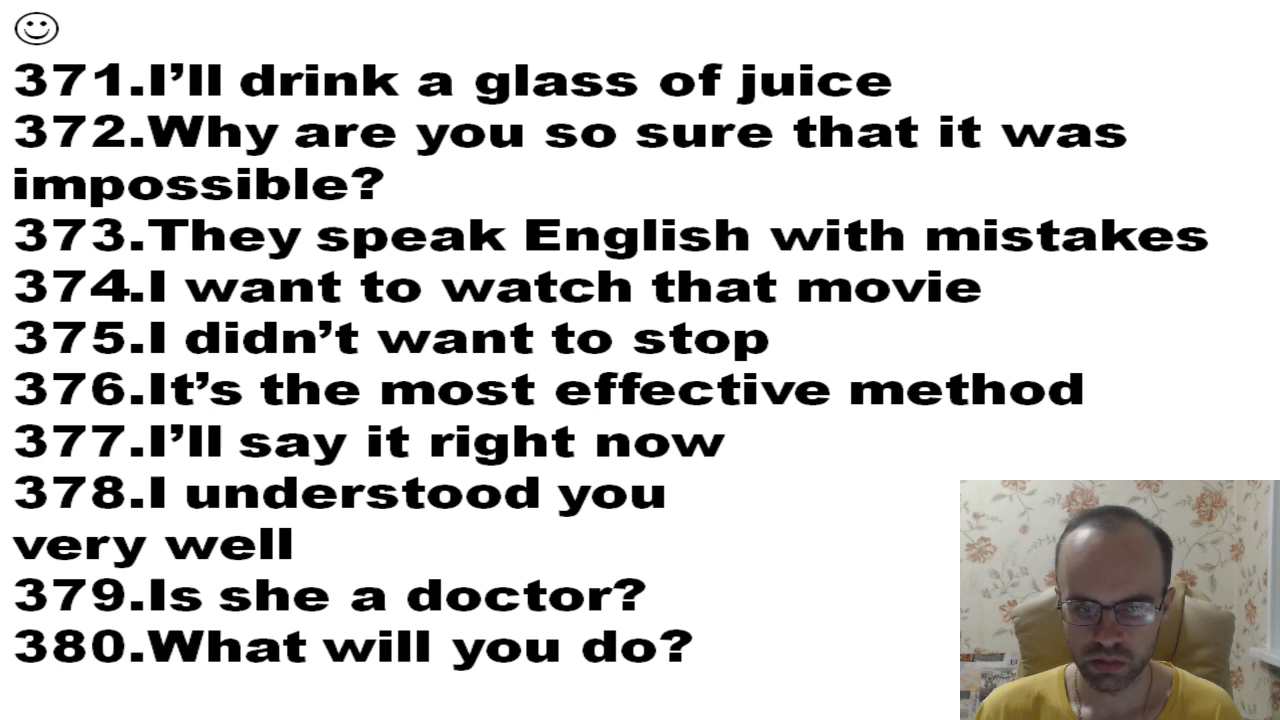 371.I’ll drink a glass of juice
372.Why are you so sure that it was
impossible?
373.They speak English with mistakes
374.I want to watch that movie
375.I didn’t want to stop
376.It’s the most effective method
377.I’ll say it right now
378.I understood you
very well
379.Is she a doctor?
380.What will you do?